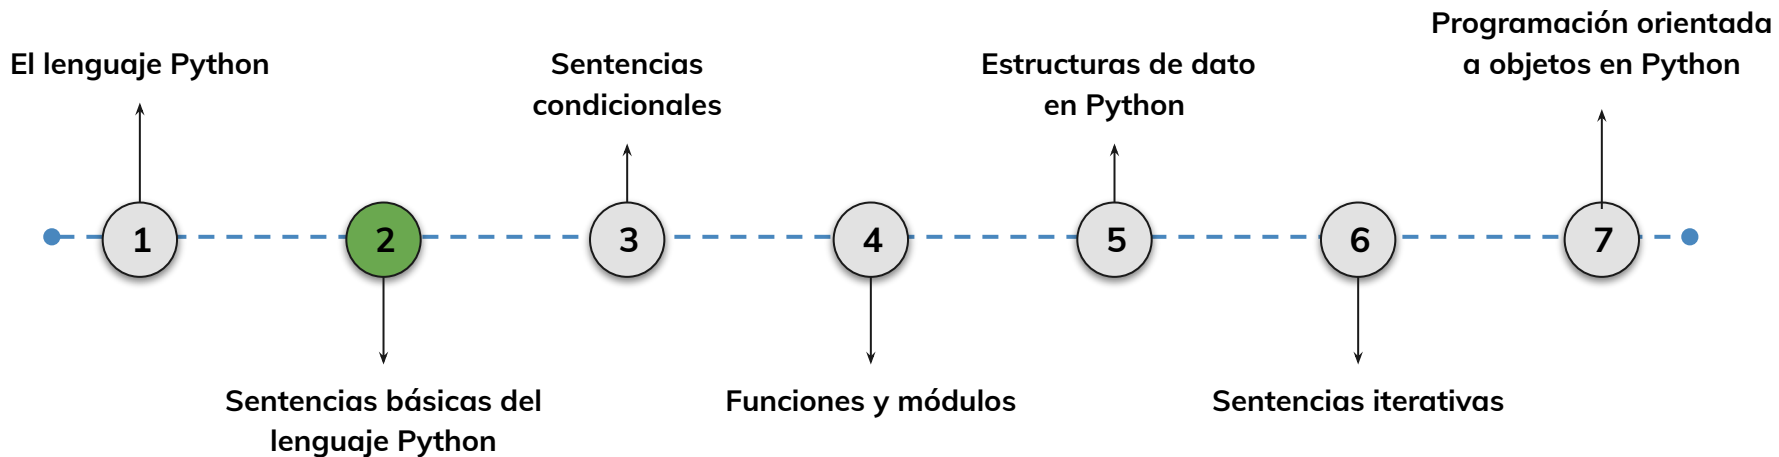 El lenguaje Python
Sentencias
condicionales
Estructuras de dato
en Python
Programación orientada
a objetos en Python
1
2
3
4
5
6
7
Sentencias básicas del
lenguaje Python
Funciones y módulos
Sentencias iterativas